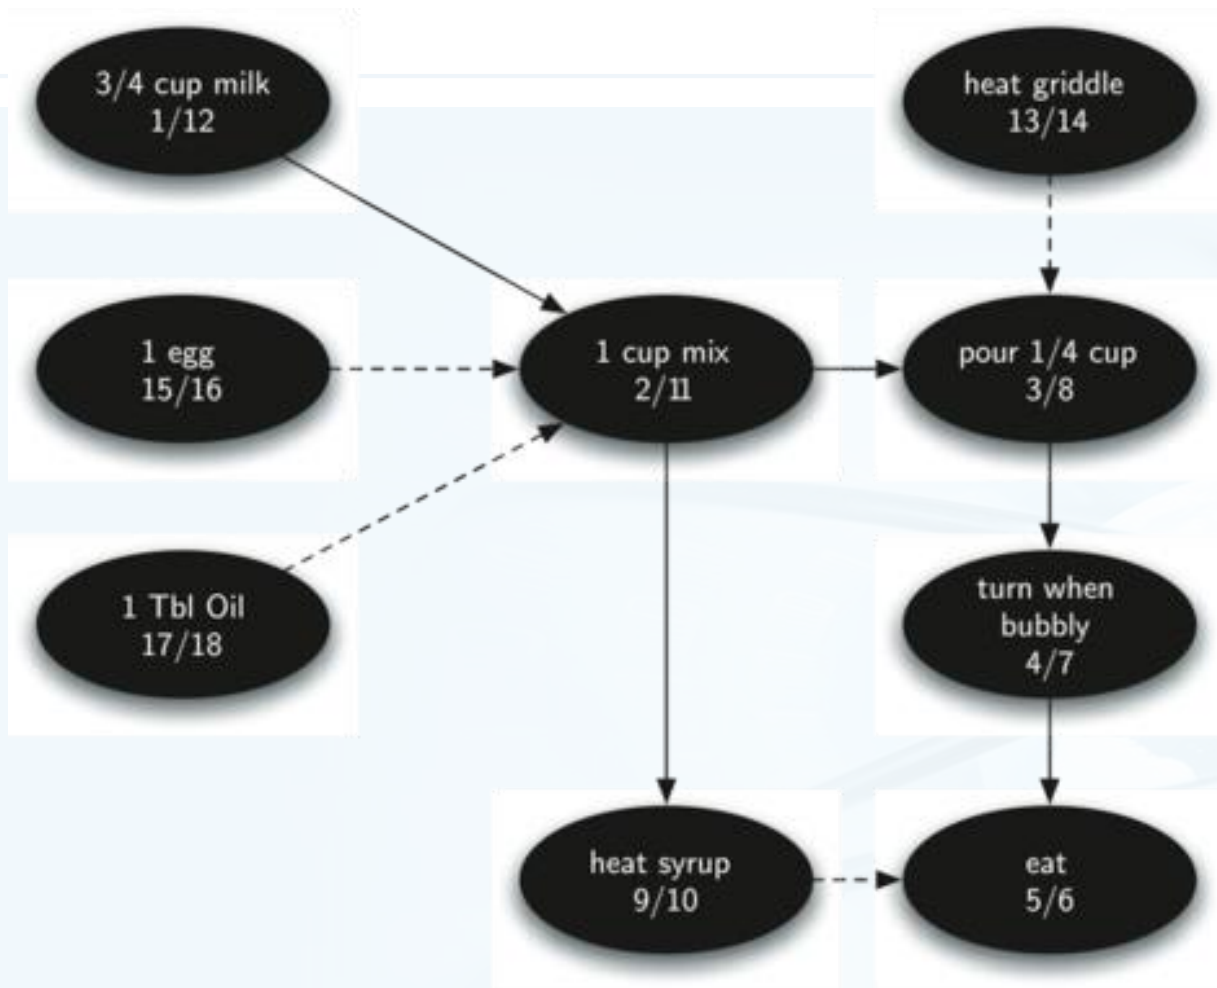 3/4 cup milk
1/12
heat griddle
13/14
1 egg
15/16
1 cup mix
2/11
pour 1/4 cup
3/8
1 Tbl Oil
17/18
turn when
bubbly
4/7
heat syrup
9/10
eat
5/6